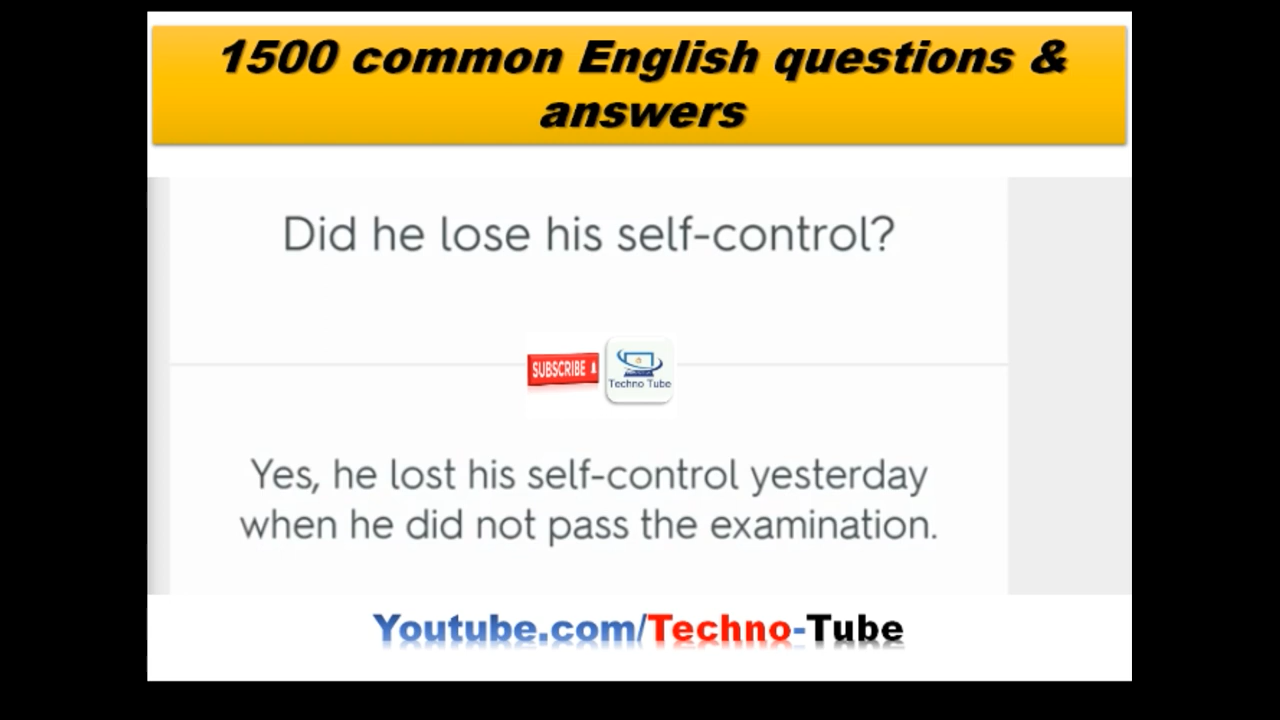 1500 common English questions &
answers
Did he lose his self-control?
SUBSCRIBE
Techno Tube
Yes, he lost his self-control yesterday
when he did not pass the examination.
Youtube.com/Techno-Tube